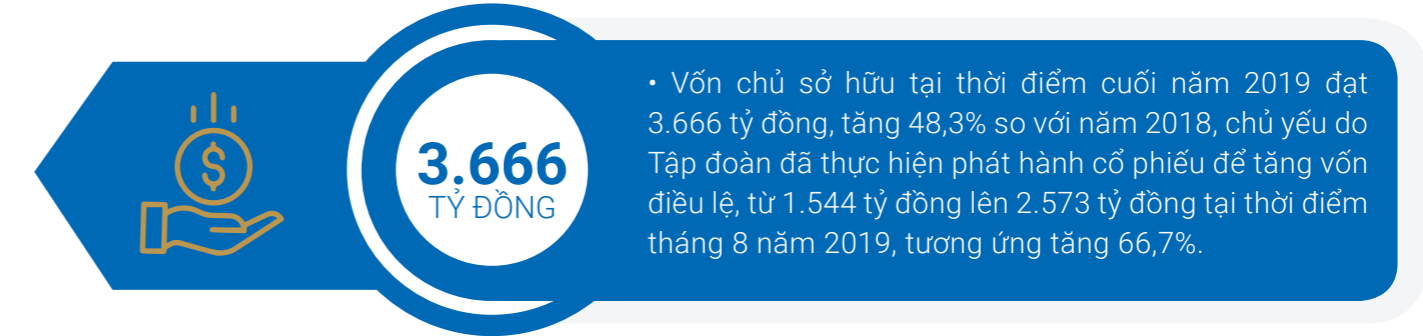 3.666
TỶ ĐỒNG
• Vốn chủ sở hữu tại thời điểm cuối năm 2019 đạt
3.666 tỷ đồng, tăng 48,3% so với năm 2018, chủ yếu do
Tập đoàn đã thực hiện phát hành cổ phiếu để tăng vốn
điều lệ, từ 1.544 tỷ đồng lên 2.573 tỷ đồng tại thời điểm
tháng 8 năm 2019, tương ứng tăng 66,7%.